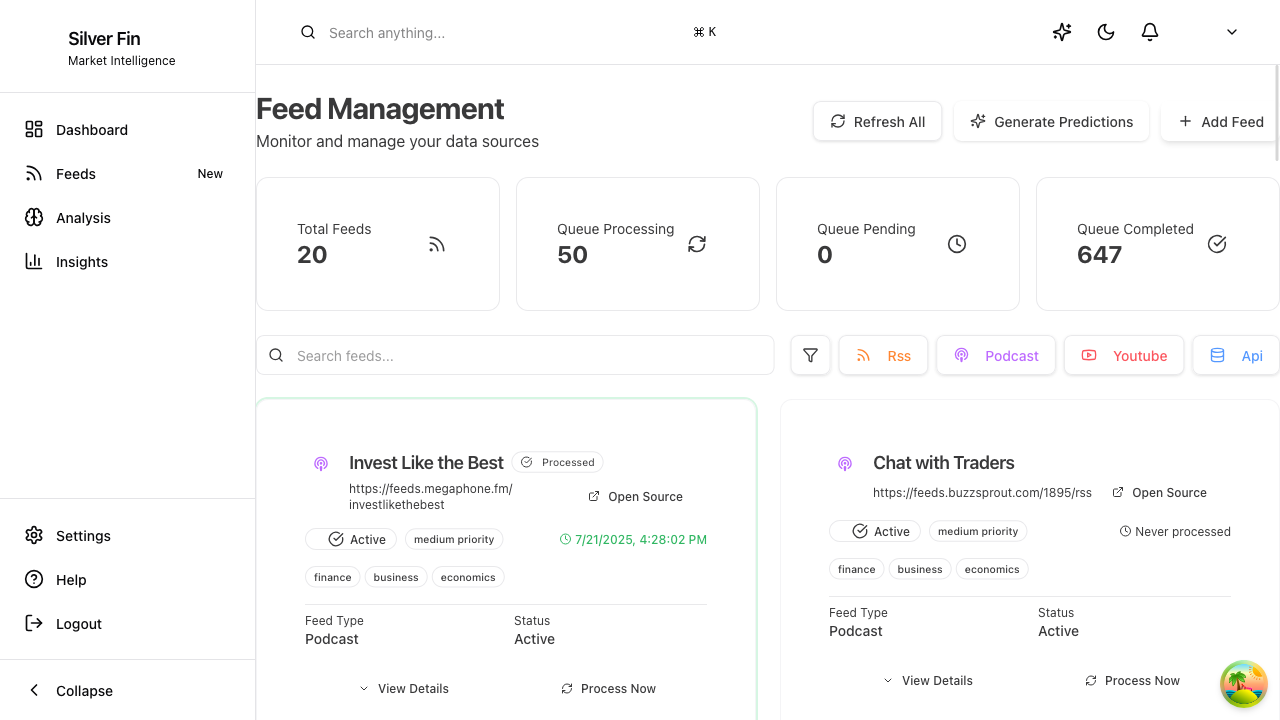 Silver Fin
Market Intelligence
Dashboard
Feeds New
Analysis
Insights
Settings
Help
Logout
Collapse
Search anything... ⌘ K
Feed Management
Monitor and manage your data sources
Refresh All
Generate Predictions
Add Feed
Total Feeds
20
Queue Processing
50
Queue Pending
0
Queue Completed
647
Search feeds...
Rss
Podcast
Youtube
Api
Invest Like the Best Processed
https://feeds.megaphone.fm/
investlikethebest
Open Source
Active medium priority 7/21/2025, 4:28:02 PM
finance business economics
Feed Type Status
Podcast Active
View Details Process Now
Chat with Traders
https://feeds.buzzsprout.com/1895/rss Open Source
Active medium priority Never processed
finance business economics
Feed Type Status
Podcast Active
View Details Process Now